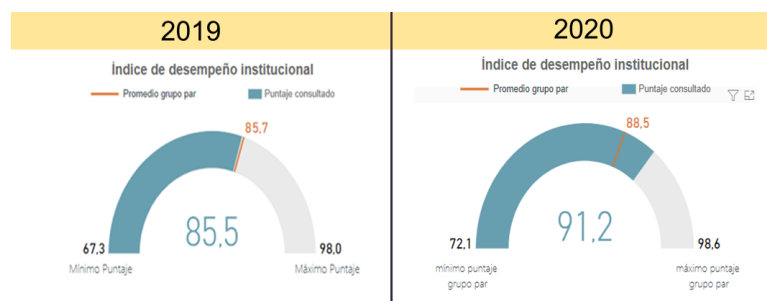 2019
Índice de desempeño institucional
Promedio grupo par Puntaje consultado
85,7
85,5
67,3 98,0
Mínimo Puntaje Máximo Puntaje
2020
Índice de desempeño institucional
Promedio grupo par Puntaje consultado
88,5
91,2
72,1 98,6
mínimo puntaje máximo puntaje
grupo par grupo par